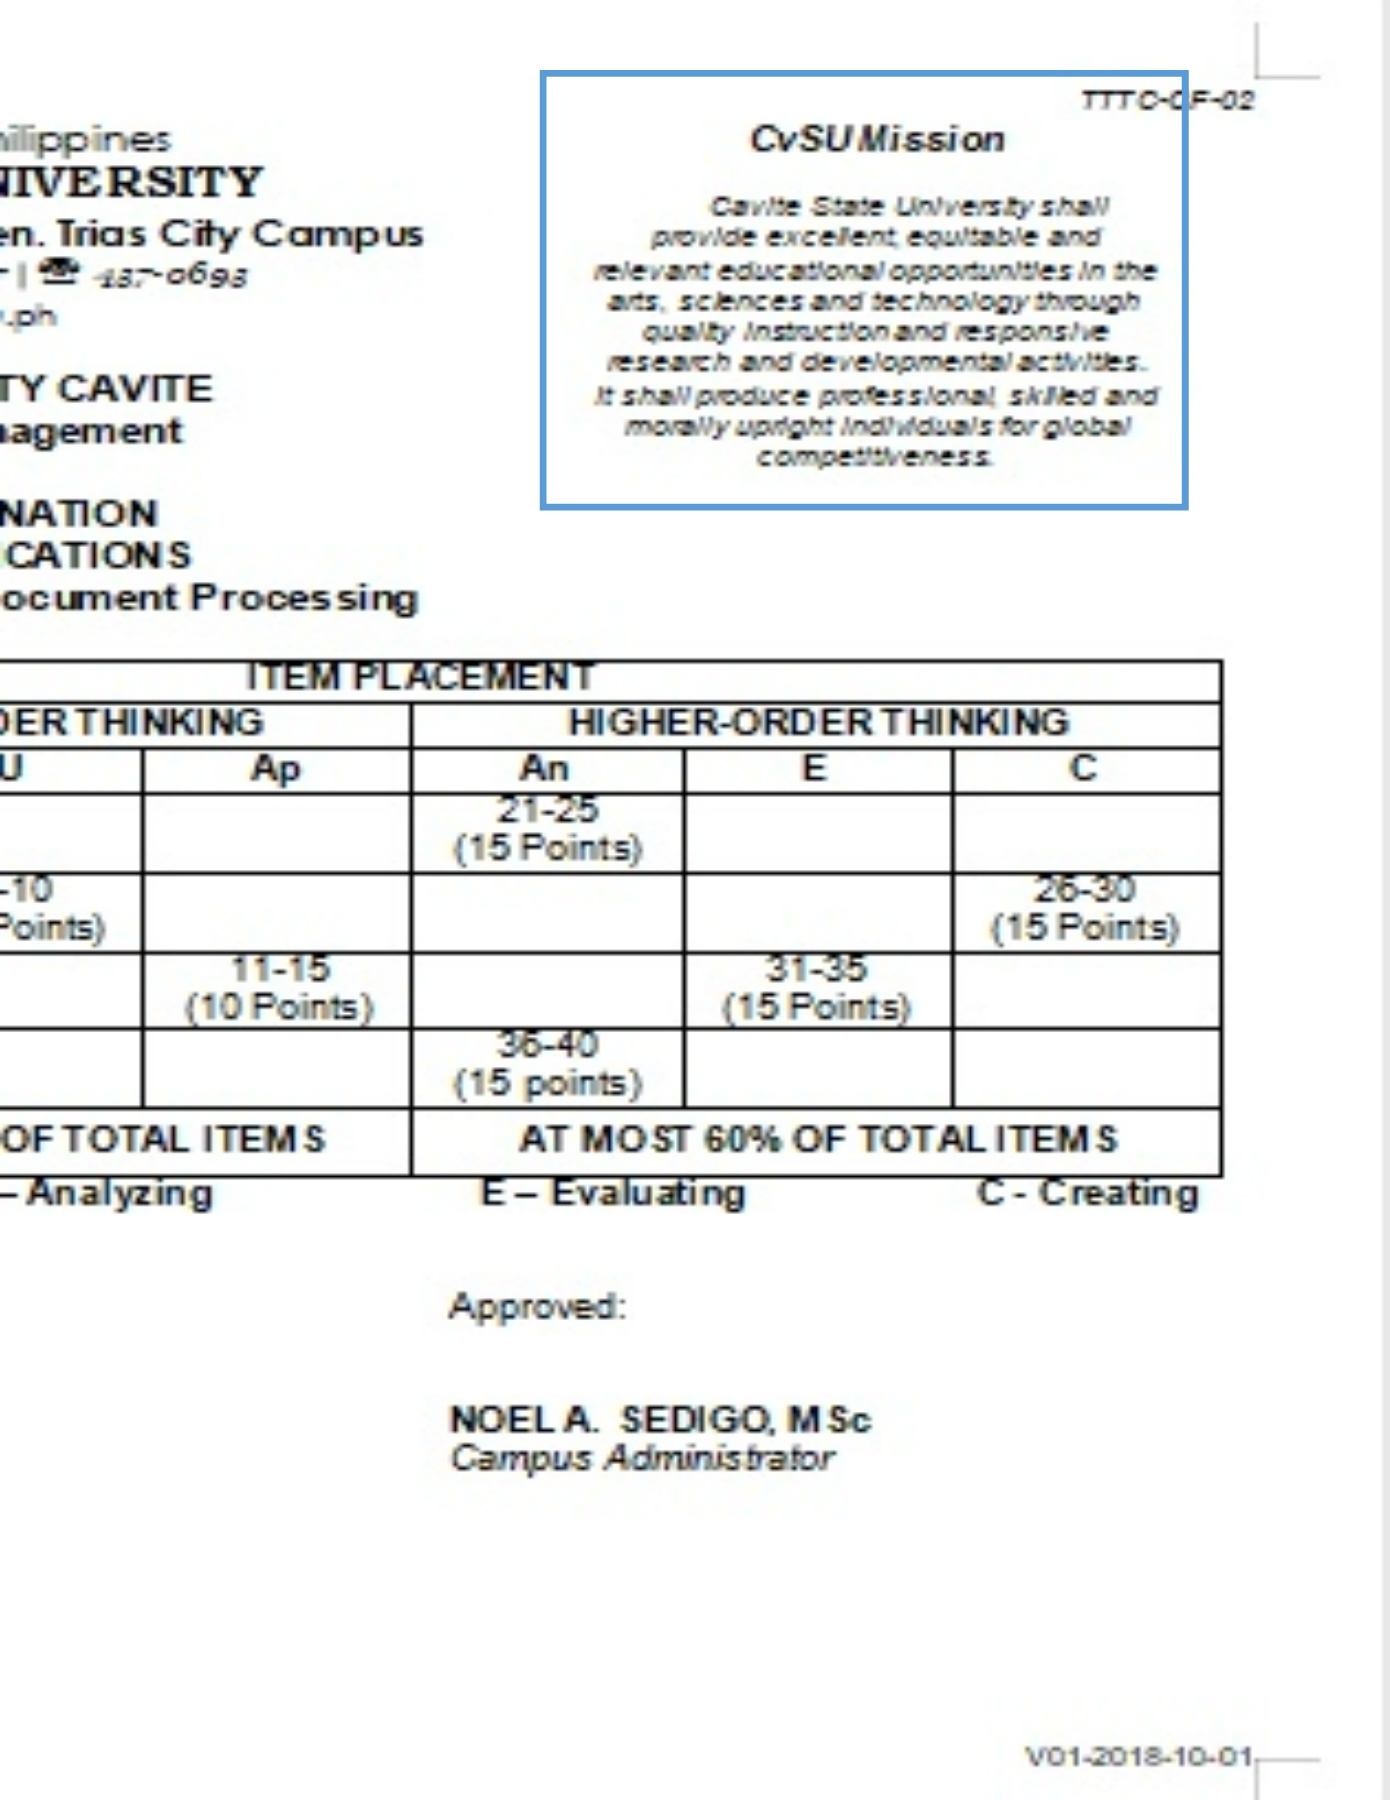 TTTC-QF-02
hilippines
NIVERSITY
en. Trias City Campus
| ☎ 437-0693
.ph
TY CAVITE
nagement
NATION
ICATIONS
ocument Processing
CvSU Mission
Cavite State University shall
provide excellent, equitable and
relevant educational opportunities in the
arts, sciences and technology through
quality instruction and responsive
research and developmental activities.
It shall produce professional, skilled and
morally upright individuals for global
competitiveness.
ITEM PLACEMENT
DER THINKING HIGHER-ORDER THINKING
U Ap An E C
21-25
(15 Points)
-10 26-30
Points) (15 Points)
11-15 31-35
(10 Points) (15 Points)
36-40
(15 points)
OF TOTAL ITEMS AT MOST 60% OF TOTAL ITEMS
– Analyzing E – Evaluating C - Creating
Approved:
NOEL A. SEDIGO, MSc
Campus Administrator
V01-2018-10-01